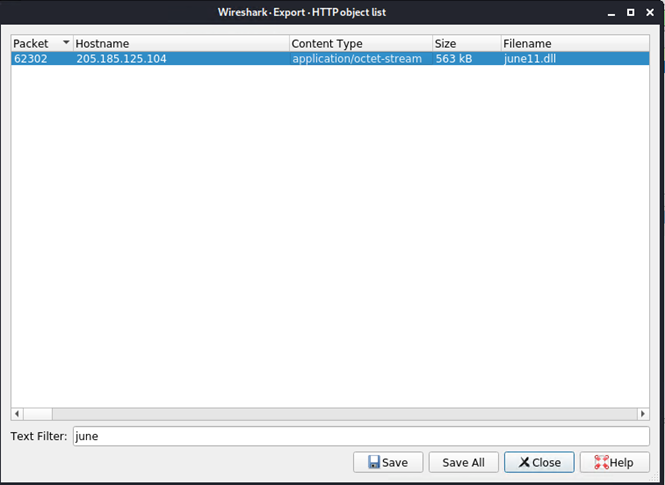 Wireshark · Export · HTTP object list
Packet Hostname Content Type Size Filename
62302 205.185.125.104 application/octet-stream 563 kB june11.dll
Text Filter: june
Save Save All Close Help